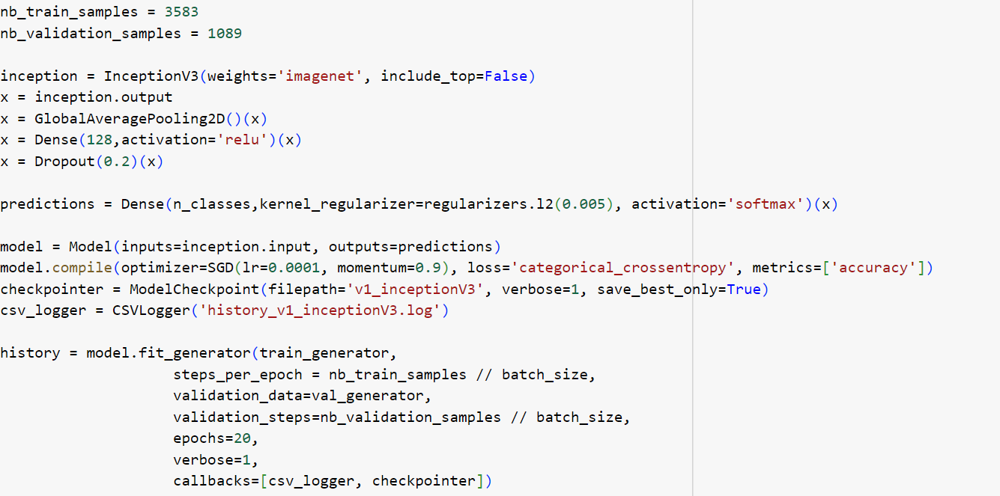 nb_train_samples = 3583
nb_validation_samples = 1089

inception = InceptionV3(weights='imagenet', include_top=False)
x = inception.output
x = GlobalAveragePooling2D()(x)
x = Dense(128,activation='relu')(x)
x = Dropout(0.2)(x)

predictions = Dense(n_classes,kernel_regularizer=regularizers.l2(0.005), activation='softmax')(x)

model = Model(inputs=inception.input, outputs=predictions)
model.compile(optimizer=SGD(lr=0.0001, momentum=0.9), loss='categorical_crossentropy', metrics=['accuracy'])
checkpointer = ModelCheckpoint(filepath='v1_inceptionV3', verbose=1, save_best_only=True)
csv_logger = CSVLogger('history_v1_inceptionV3.log')

history = model.fit_generator(train_generator,
                    steps_per_epoch = nb_train_samples // batch_size,
                    validation_data=val_generator,
                    validation_steps=nb_validation_samples // batch_size,
                    epochs=20,
                    verbose=1,
                    callbacks=[csv_logger, checkpointer])